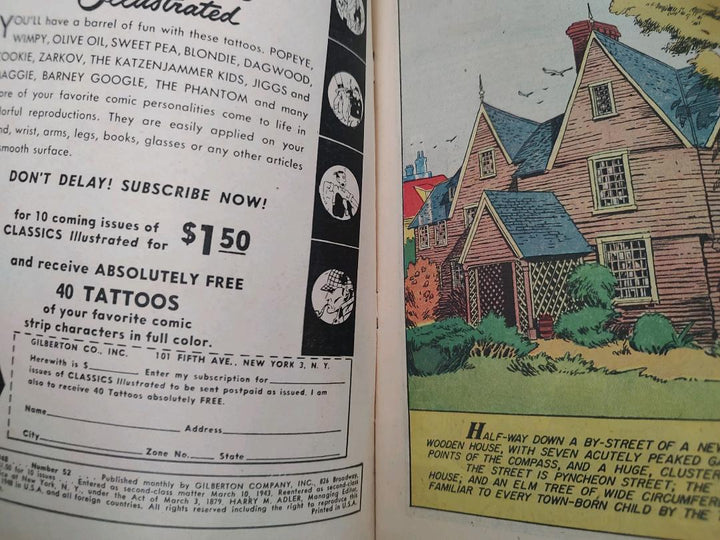 Illustrated
YOU'LL have a barrel of fun with these tattoos. POPEYE,
WIMPY, OLIVE OIL, SWEET PEA, BLONDIE, DAGWOOD,
COOKIE, ZARKOV, THE KATZENJAMMER KIDS, JIGGS and
MAGGIE, BARNEY GOOGLE, THE PHANTOM and many
more of your favorite comic personalities come to life in
colorful reproductions. They are easily applied on your
hand, wrist, arms, legs, books, glasses or any other articles
smooth surface.
DON'T DELAY! SUBSCRIBE NOW!
for 10 coming issues of
CLASSICS Illustrated for $1 50
and receive ABSOLUTELY FREE
40 TATTOOS
of your favorite comic
strip characters in full color.
GILBERTON CO., INC. 101 FIFTH AVE., NEW YORK 3, N. Y.
Herewith is $ Enter my subscription for
issues of CLASSICS Illustrated to be sent postpaid as issued. I am
also to receive 40 Tattoos absolutely FREE.
Name Address
City Zone No. State
Number 52 Published monthly by GILBERTON COMPANY, INC., 826 Broadway,
for 10 issues. Entered as second-class matter March 10, 1943. Reentered as second-class
office at New York, N. Y., under the Act of March 3, 1879. HARRY M. ADLER, Managing Editor.
1948 in U.S.A. and all foreign countries. All rights reserved including the right to reproduce this
Printed in U.S.A.
HALF-WAY DOWN A BY-STREET OF A NEW
WOODEN HOUSE, WITH SEVEN ACUTELY PEAKED GA
POINTS OF THE COMPASS, AND A HUGE, CLUSTER
THE STREET IS PYNCHEON STREET; THE
HOUSE; AND AN ELM TREE OF WIDE CIRCUMFER
FAMILIAR TO EVERY TOWN-BORN CHILD BY THE